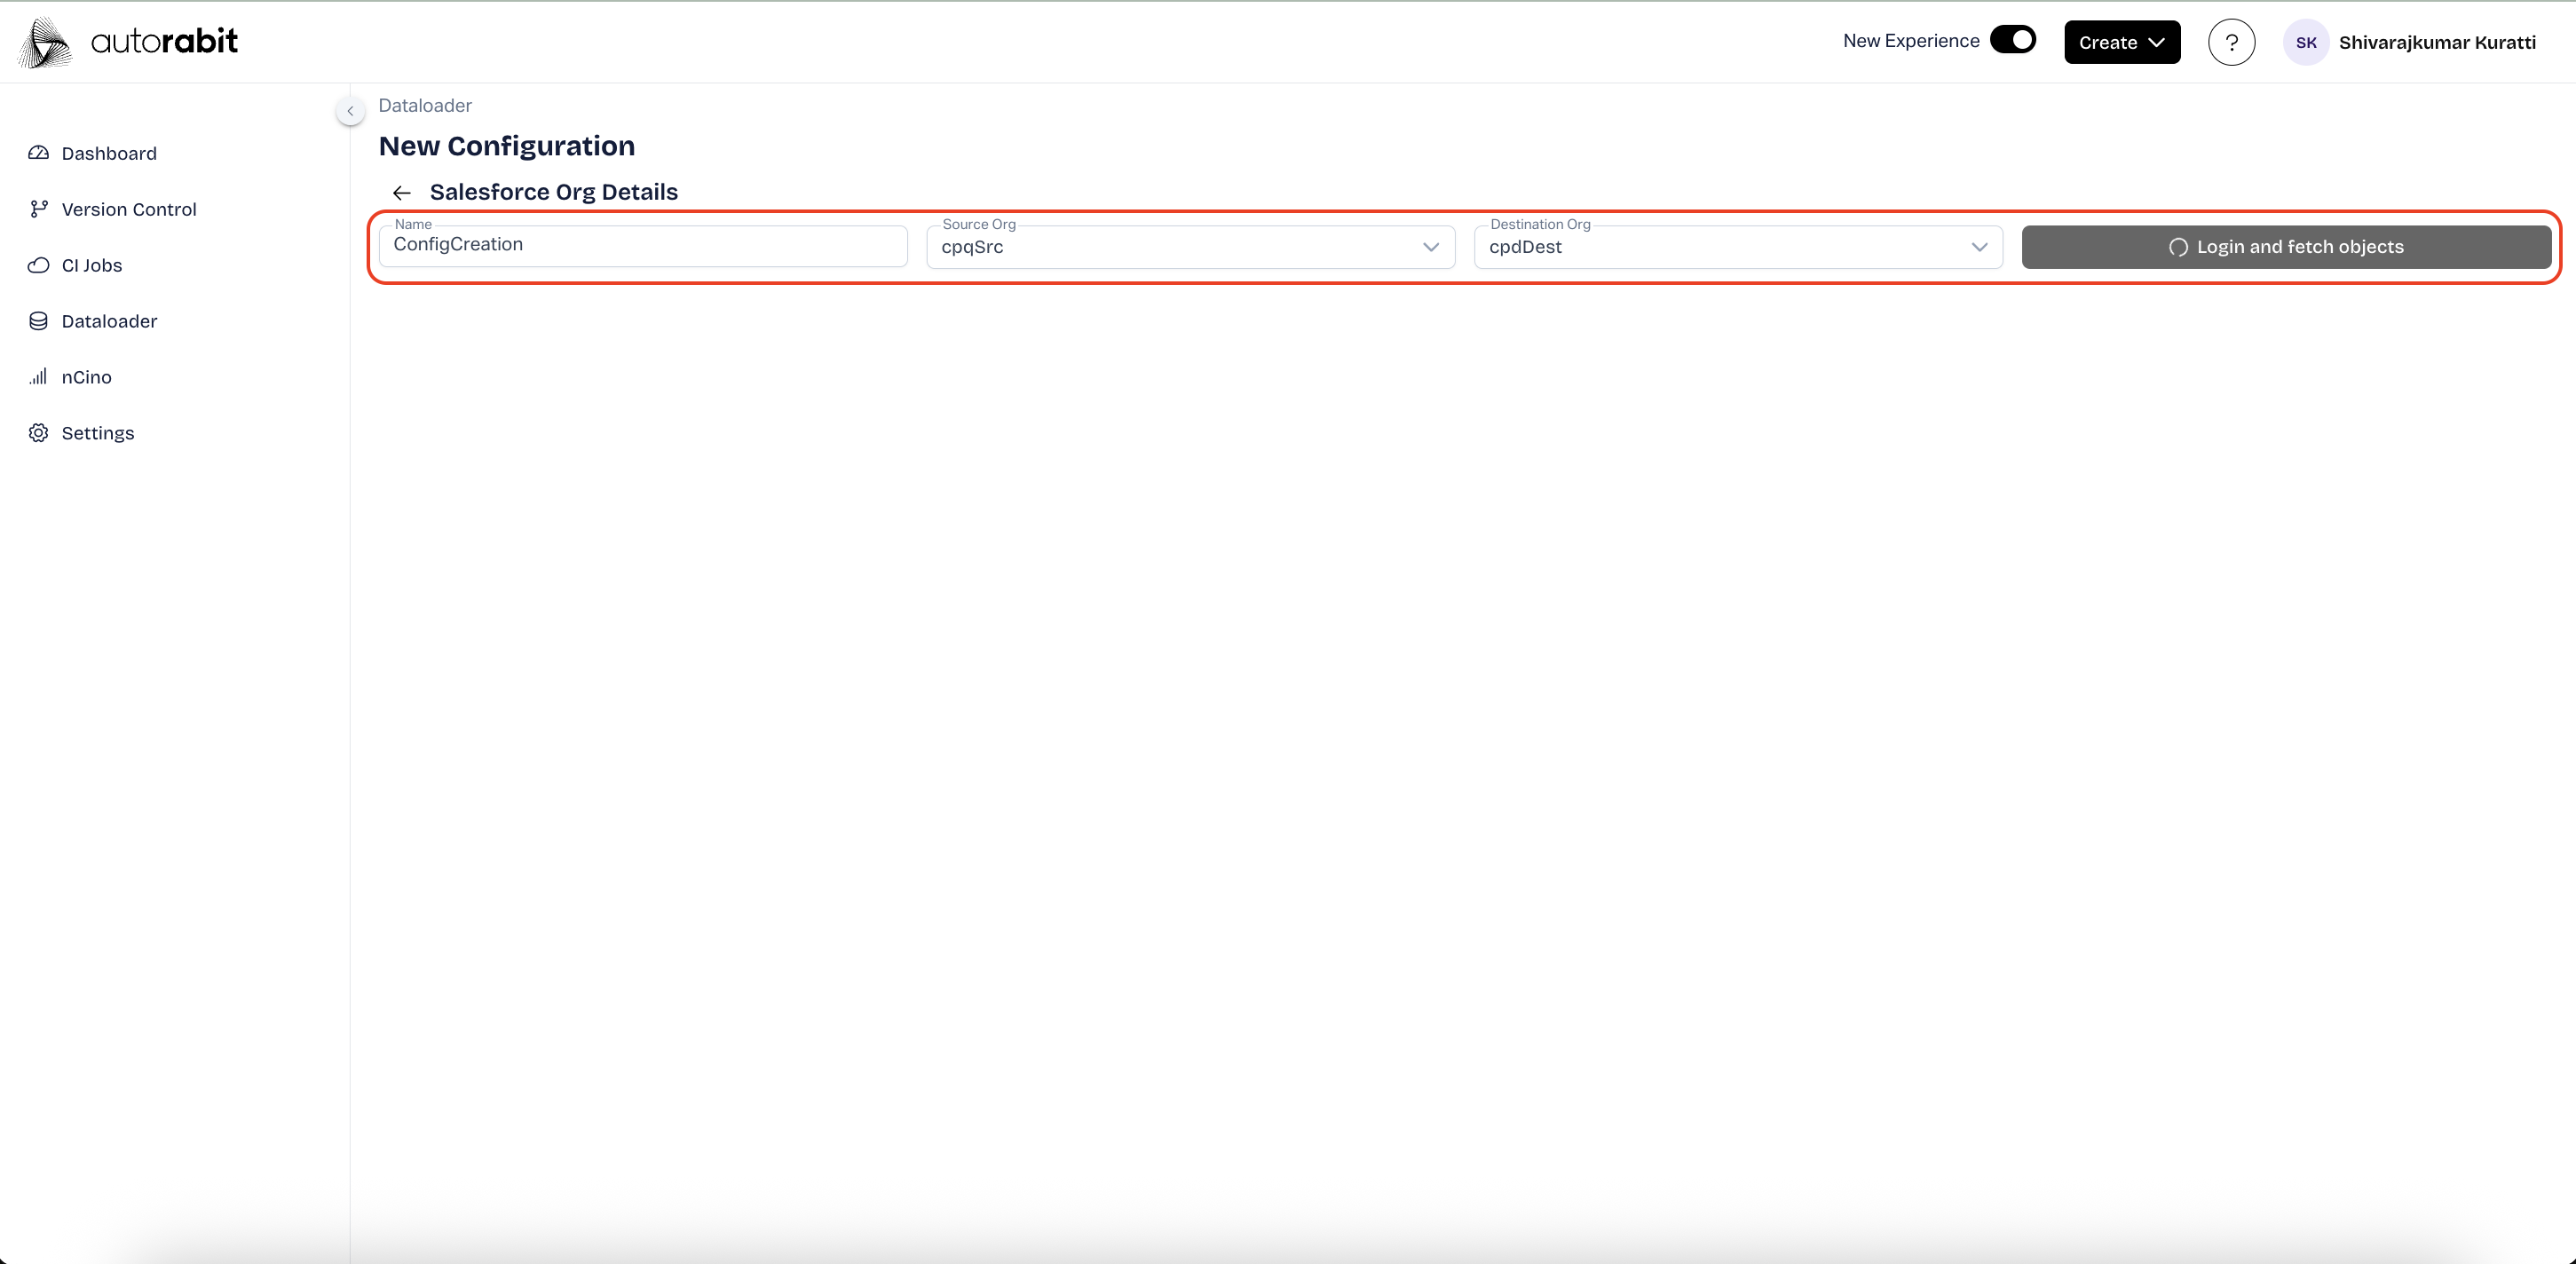 autorabit
New Experience
Create
?
SK
Shivarajkumar Kuratti
Dashboard
Version Control
CI Jobs
Dataloader
nCino
Settings
Dataloader
New Configuration
Salesforce Org Details
Name
ConfigCreation
Source Org
cpqSrc
Destination Org
cpdDest
Login and fetch objects